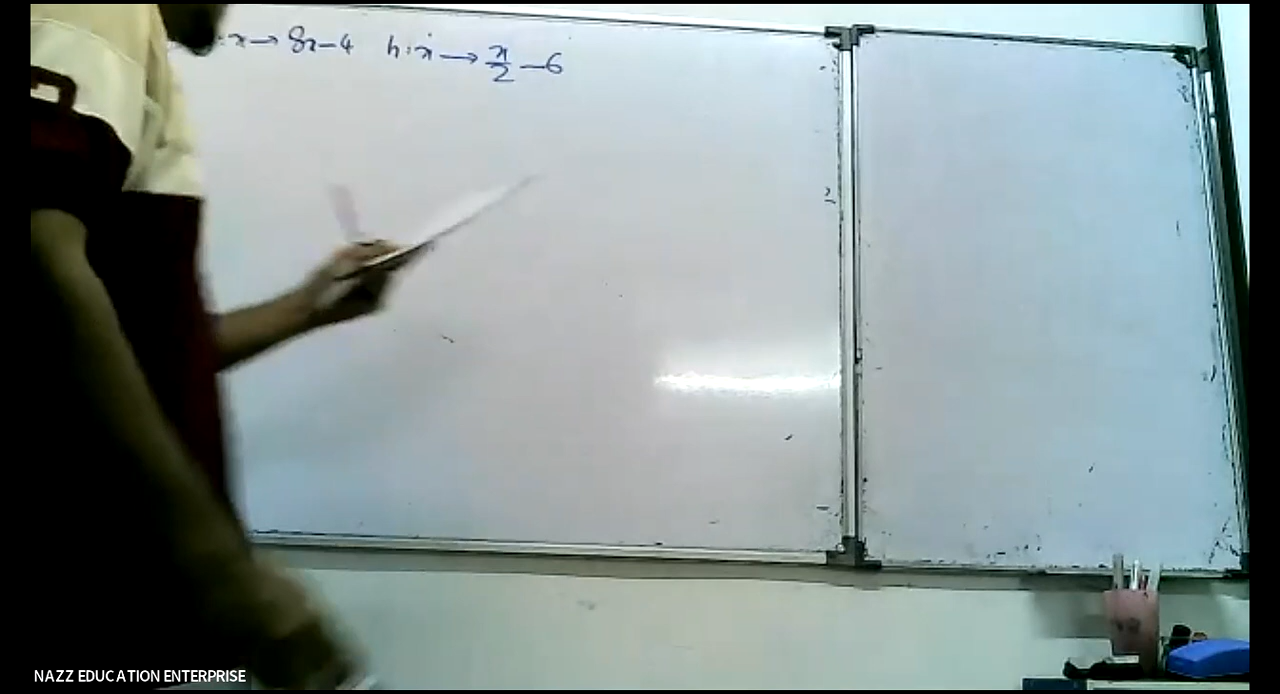 : x → 8x - 4 h : x → x/2 - 6
NAZZ EDUCATION ENTERPRISE